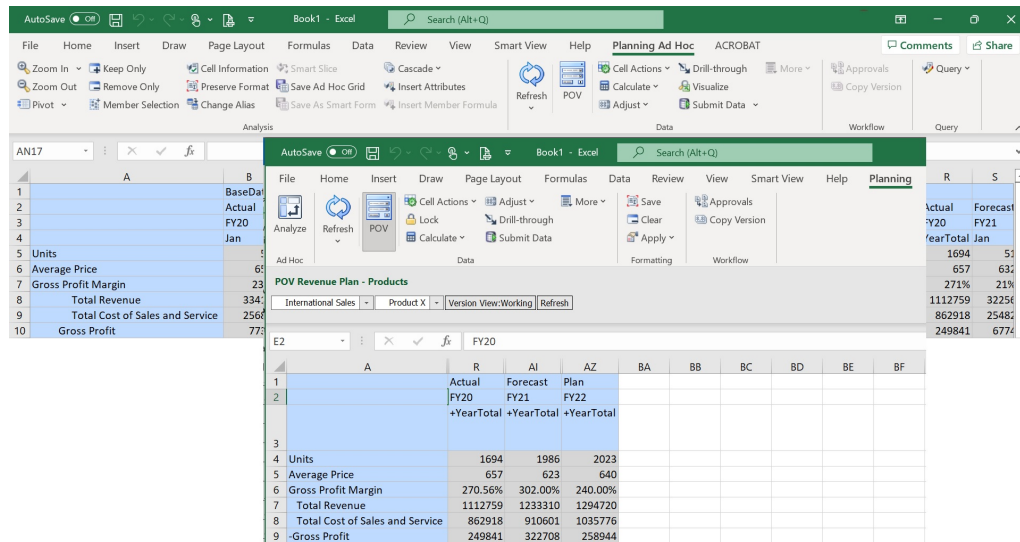 AutoSave Off Book1 - Excel Search (Alt+Q)
File Home Insert Draw Page Layout Formulas Data Review View Smart View Help Planning Ad Hoc ACROBAT Comments Share
Zoom In Keep Only Cell Information Smart Slice Cascade Cell Actions Drill-through More Approvals Query
Zoom Out Remove Only Preserve Format Save Ad Hoc Grid Insert Attributes Refresh POV Calculate Visualize Copy Version
Pivot Member Selection Change Alias Save As Smart Form Insert Member Formula Adjust Submit Data
Analysis Data Workflow Query
AN17 fx
A B R S
1
2 Actual Actual Forecast
3 FY20 FY20 FY21
4 Jan YearTotal Jan
5 Units 1694
6 Average Price 657
7 Gross Profit Margin 271% 21%
8 Total Revenue 1112759
9 Total Cost of Sales and Service 862918
10 Gross Profit 249841
AutoSave Off Book1 - Excel Search (Alt+Q)
File Home Insert Draw Page Layout Formulas Data Review View Smart View Help Planning
Analyze Refresh POV Cell Actions Adjust More Save Approvals
Lock Drill-through Clear Copy Version
Calculate Submit Data Apply
Ad Hoc Data Formatting Workflow
POV Revenue Plan - Products
International Sales Product X Version View:Working Refresh
E2 fx FY20
A R AI AZ BA BB BC BD BE BF
1 Actual Forecast Plan
2 FY20 FY21 FY22
3 +YearTotal +YearTotal +YearTotal
4 Units 1694 1986 2023
5 Average Price 657 623 640
6 Gross Profit Margin 270.56% 302.00% 240.00%
7 Total Revenue 1112759 1233310 1294720
8 Total Cost of Sales and Service 862918 910601 1035776
9 -Gross Profit 249841 322708 258944